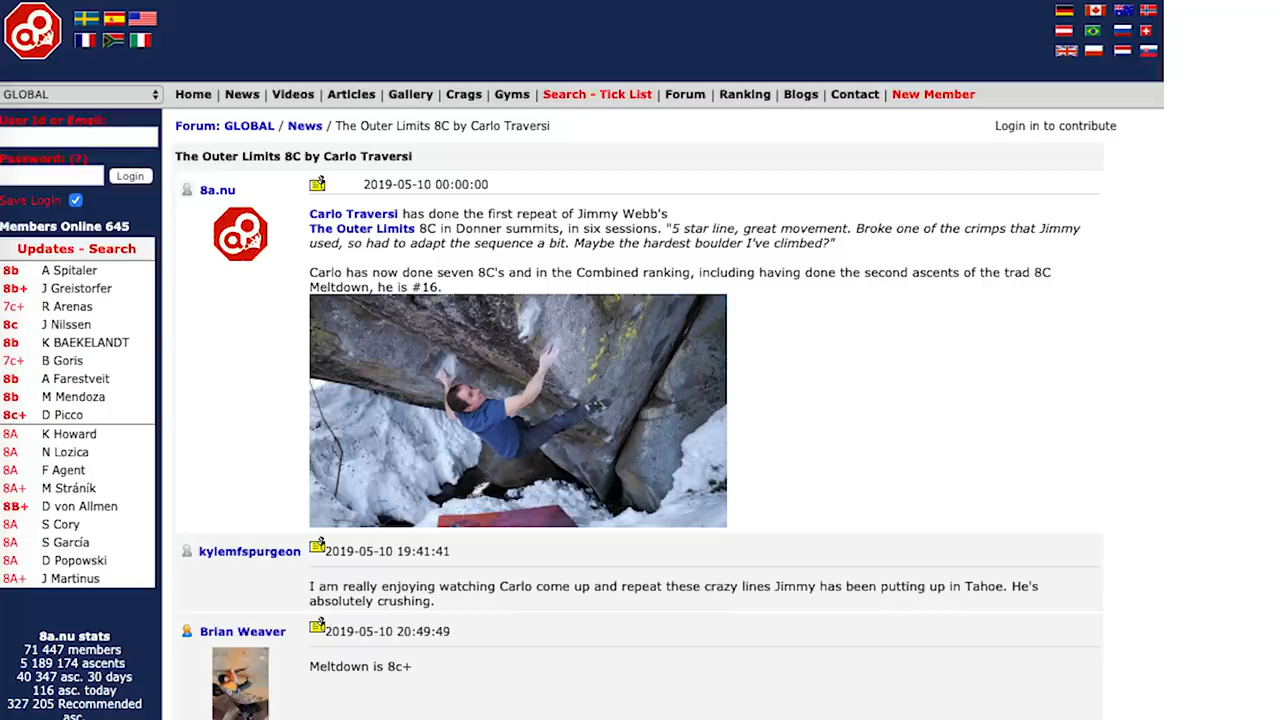 GLOBAL
Home | News | Videos | Articles | Gallery | Crags | Gyms | Search - Tick List | Forum | Ranking | Blogs | Contact | New Member
User Id or Email:
Password: (?)
Login
Save Login
Members Online 645
Updates - Search
8b A Spitaler
8b+ J Greistorfer
7c+ R Arenas
8c J Nilssen
8b K BAEKELANDT
7c+ B Goris
8b A Farestveit
8b M Mendoza
8c+ D Picco
8A K Howard
8A N Lozica
8A F Agent
8A+ M Stráník
8B+ D von Allmen
8A S Cory
8A S García
8A D Popowski
8A+ J Martinus
8a.nu stats
71 447 members
5 189 174 ascents
40 347 asc. 30 days
116 asc. today
327 205 Recommended
asc.
Forum: GLOBAL / News / The Outer Limits 8C by Carlo Traversi
Login in to contribute
The Outer Limits 8C by Carlo Traversi
8a.nu
2019-05-10 00:00:00
Carlo Traversi has done the first repeat of Jimmy Webb's
The Outer Limits 8C in Donner summits, in six sessions. "5 star line, great movement. Broke one of the crimps that Jimmy
used, so had to adapt the sequence a bit. Maybe the hardest boulder I've climbed?"
Carlo has now done seven 8C's and in the Combined ranking, including having done the second ascents of the trad 8C
Meltdown, he is #16.
kylemfspurgeon
2019-05-10 19:41:41
I am really enjoying watching Carlo come up and repeat these crazy lines Jimmy has been putting up in Tahoe. He's
absolutely crushing.
Brian Weaver
2019-05-10 20:49:49
Meltdown is 8c+